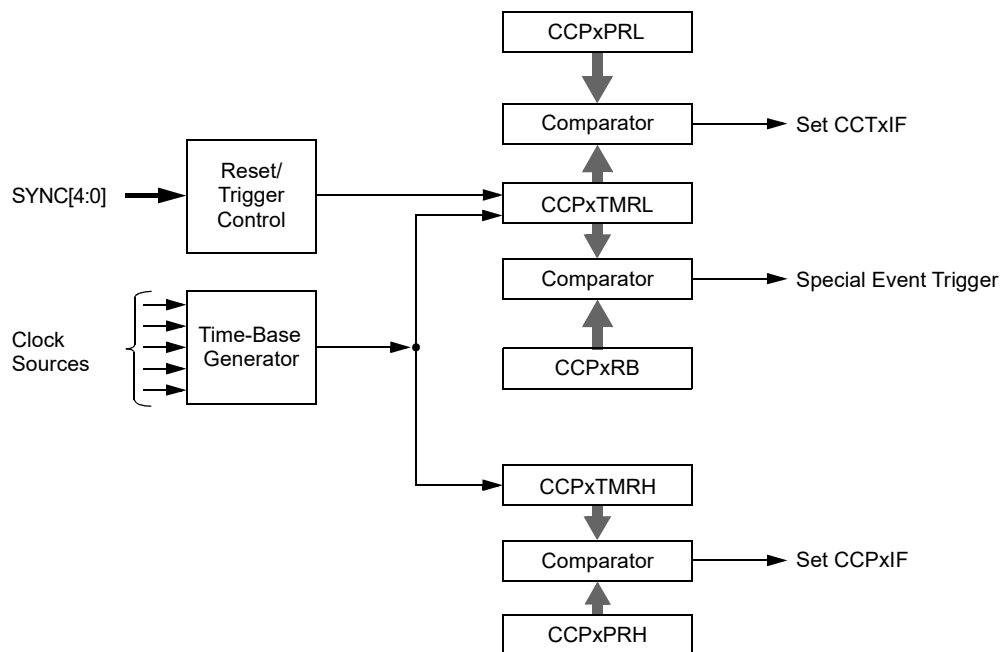 CCPxPRL
Comparator
Set CCTxIF
SYNC[4:0]
Reset/
Trigger
Control
CCPxTMRL
Comparator
Special Event Trigger
Clock
Sources
Time-Base
Generator
CCPxRB
CCPxTMRH
Comparator
Set CCPxIF
CCPxPRH